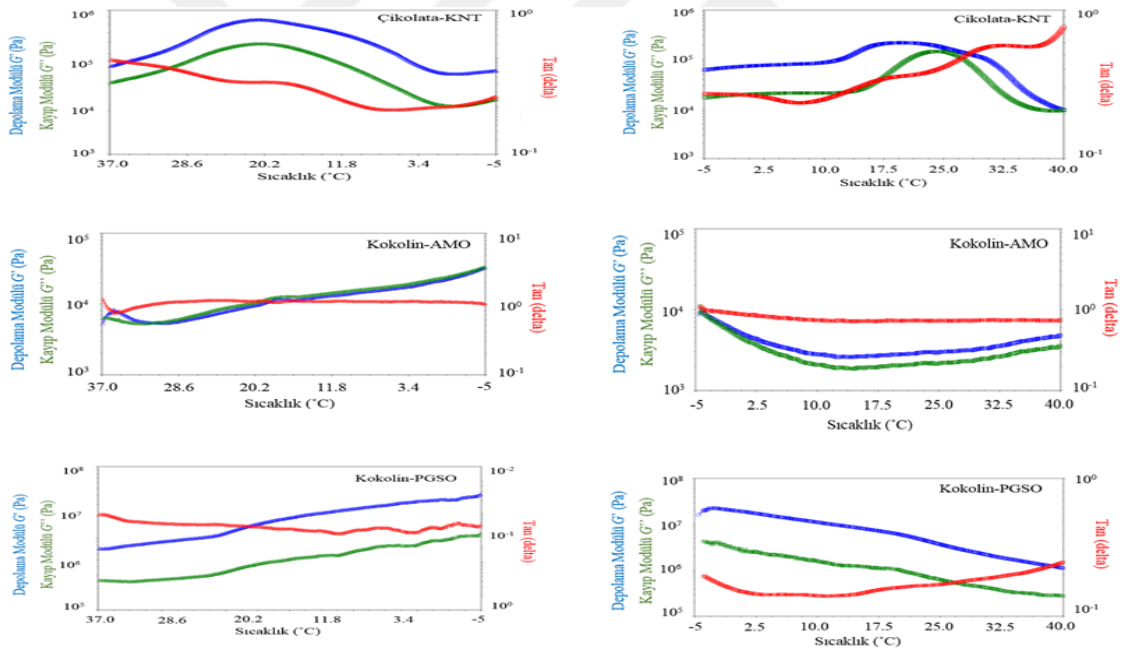 Çikolata-KNT
Depolama Modülü G' (Pa)
Kayıp Modülü G'' (Pa)
10⁶
10⁵
10⁴
10³
10⁰
10⁻¹
Tan (delta)
37.0 28.6 20.2 11.8 3.4 -5
Sıcaklık (˚C)
Çikolata-KNT
Depolama Modülü G' (Pa)
Kayıp Modülü G'' (Pa)
10⁶
10⁵
10⁴
10³
10⁰
10⁻¹
Tan (delta)
-5 2.5 10.0 17.5 25.0 32.5 40.0
Sıcaklık (˚C)
Kokolin-AMO
Depolama Modülü G' (Pa)
Kayıp Modülü G'' (Pa)
10⁵
10⁴
10³
10¹
10⁰
10⁻¹
Tan (delta)
37.0 28.6 20.2 11.8 3.4 -5
Sıcaklık (˚C)
Kokolin-AMO
Depolama Modülü G' (Pa)
Kayıp Modülü G'' (Pa)
10⁵
10⁴
10³
10¹
10⁰
10⁻¹
Tan (delta)
-5 2.5 10.0 17.5 25.0 32.5 40.0
Sıcaklık (˚C)
Kokolin-PGSO
Depolama Modülü G' (Pa)
Kayıp Modülü G'' (Pa)
10⁸
10⁷
10⁶
10⁵
10⁻²
10⁻¹
10⁰
Tan (delta)
37.0 28.6 20.2 11.8 3.4 -5
Sıcaklık (˚C)
Kokolin-PGSO
Depolama Modülü G' (Pa)
Kayıp Modülü G'' (Pa)
10⁸
10⁷
10⁶
10⁵
10⁰
10⁻¹
Tan (delta)
-5 2.5 10.0 17.5 25.0 32.5 40.0
Sıcaklık (˚C)